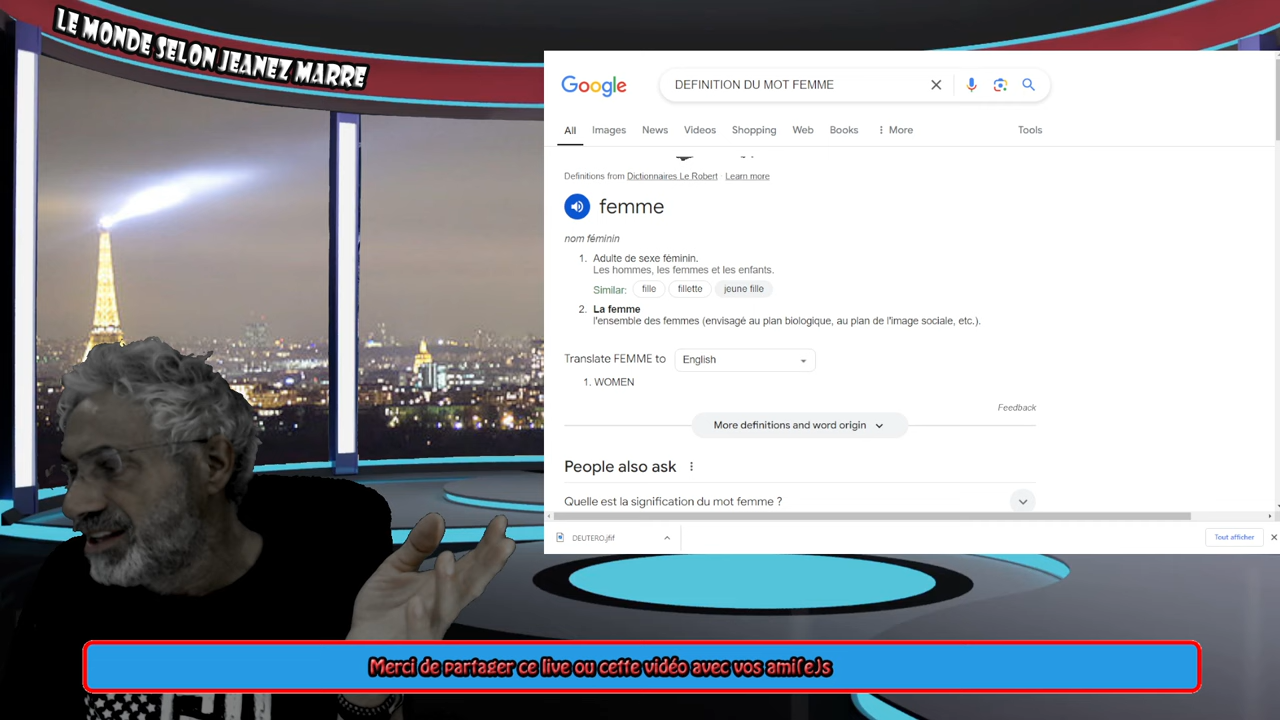 LE MONDE SELON JEANEZ MARRE
Google
DEFINITION DU MOT FEMME
All Images News Videos Shopping Web Books More Tools
Definitions from Dictionnaires Le Robert · Learn more
femme
nom féminin
1. Adulte de sexe féminin.
Les hommes, les femmes et les enfants.
Similar: fille fillette jeune fille
2. La femme
l'ensemble des femmes (envisagé au plan biologique, au plan de l'image sociale, etc.).
Translate FEMME to English
1. WOMEN
Feedback
More definitions and word origin
People also ask
Quelle est la signification du mot femme ?
DEUTERO.jfif
Tout afficher
Merci de partager ce live ou cette vidéo avec vos ami(e)s